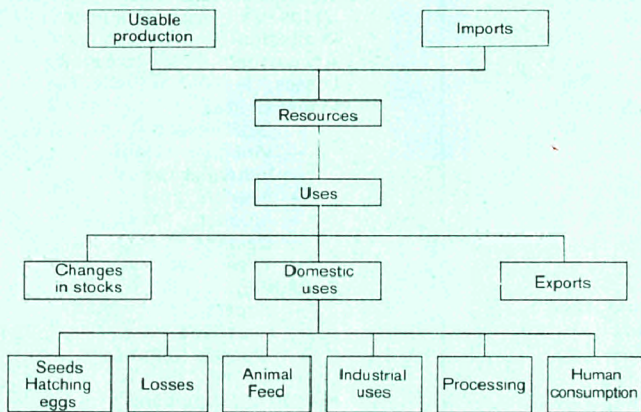 Usable
production
Imports
Resources
Uses
Changes
in stocks
Domestic
uses
Exports
Seeds
Hatching
eggs
Losses
Animal
Feed
Industrial
uses
Processing
Human
consumption